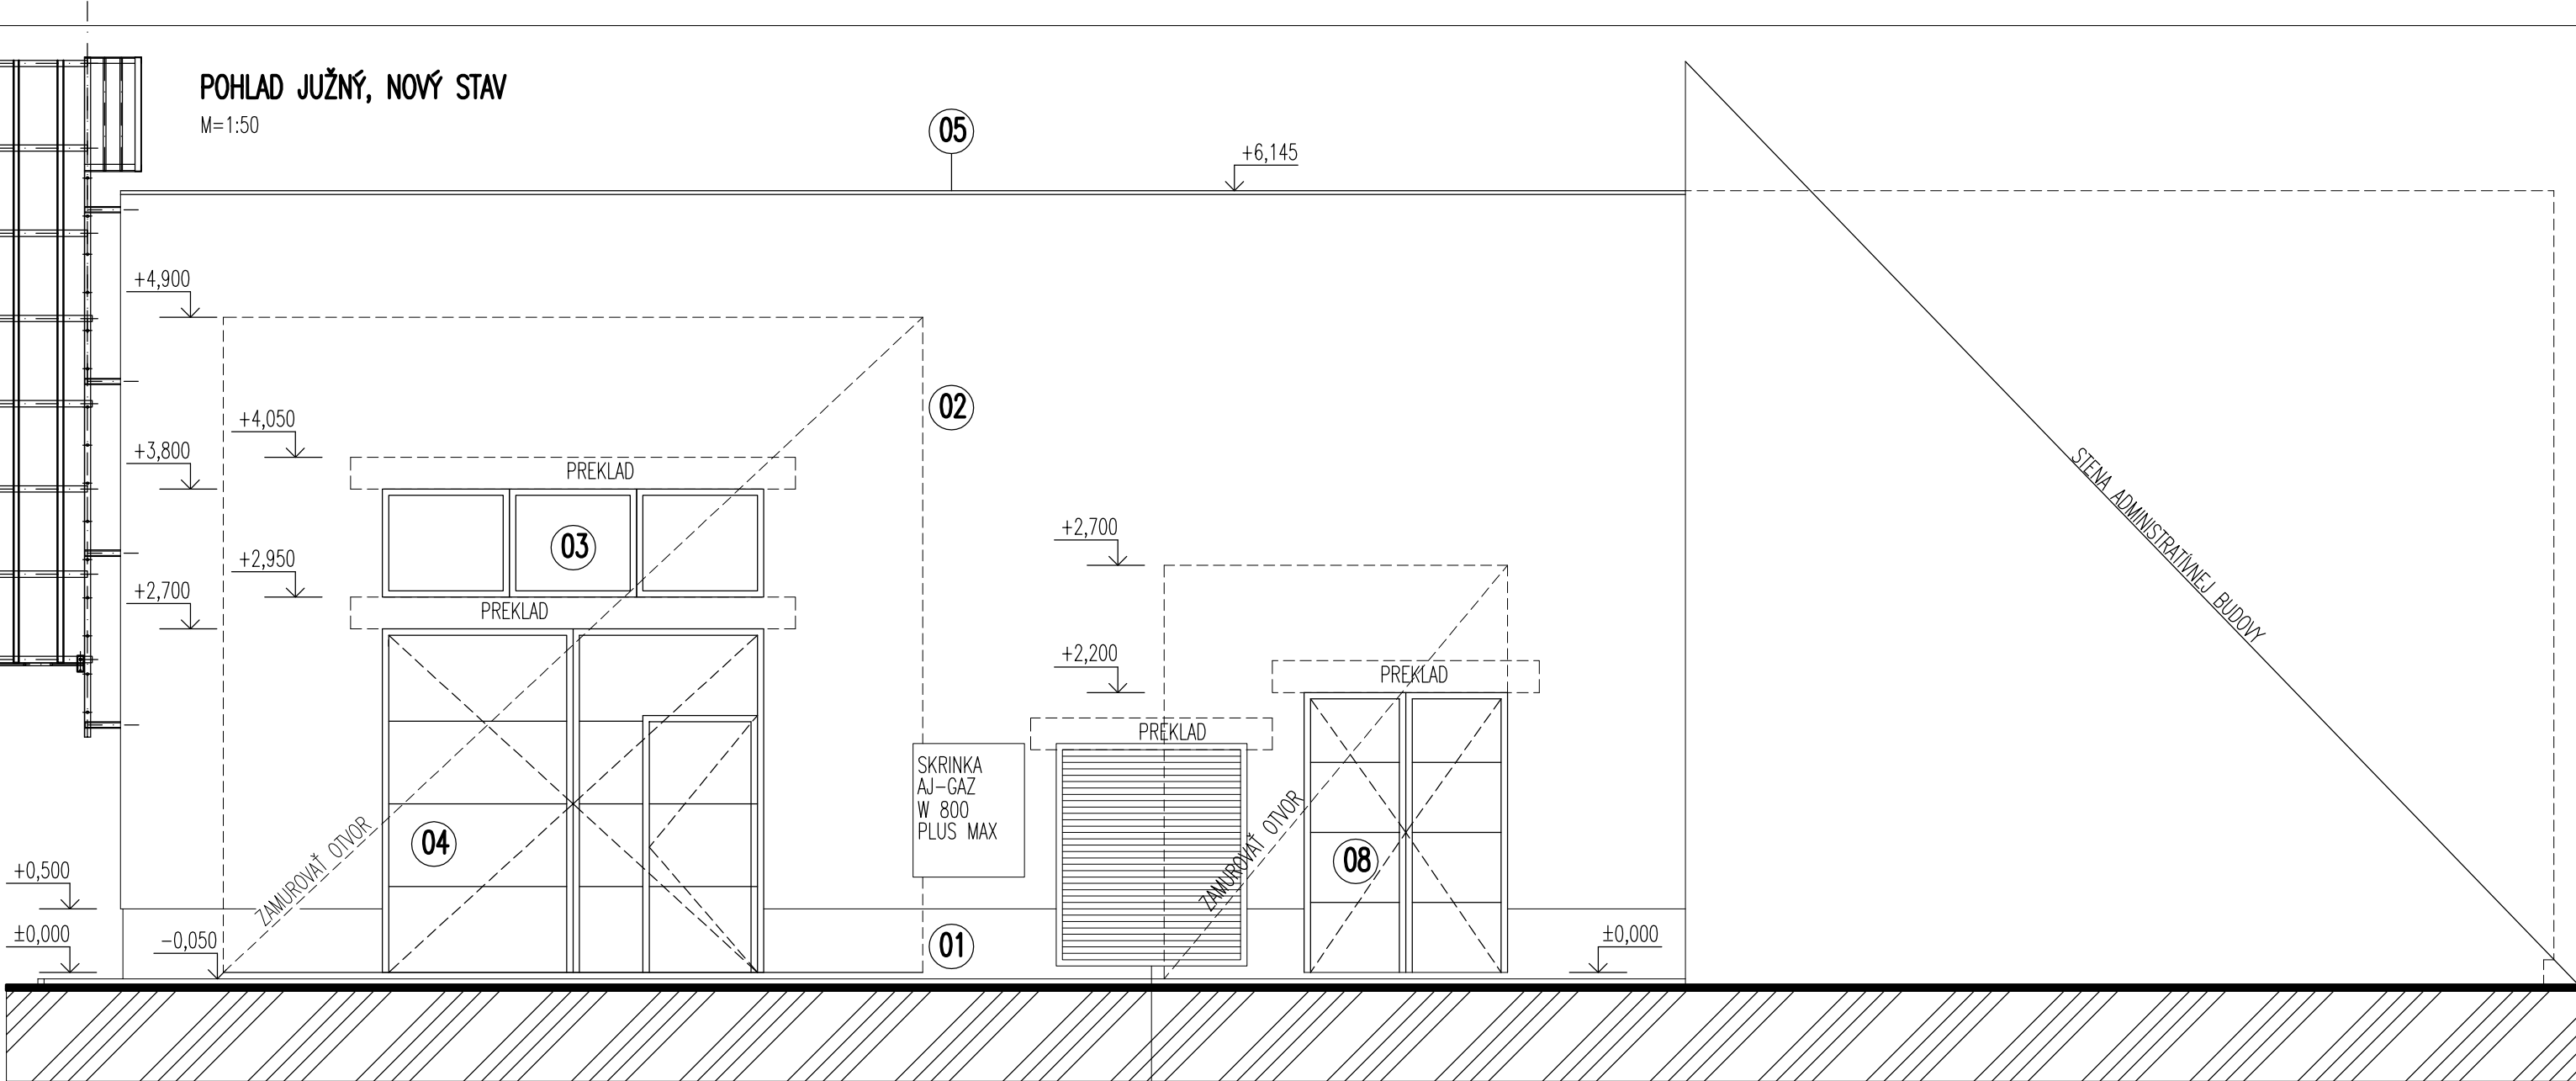 POHLAD JUŽNÝ, NOVÝ STAV
M=1:50
05
+6,145
+4,900
02
+4,050
+3,800
PREKLAD
03
+2,950
+2,700
PREKLAD
+2,700
+2,200
PREKLAD
PREKLAD
SKRINKA
AJ-GAZ
W 800
PLUS MAX
04
08
ZAMUROVAŤ OTVOR
ZAMUROVAŤ OTVOR
STENA ADMINISTRATÍVNEJ BUDOVY
+0,500
±0,000
-0,050
01
±0,000